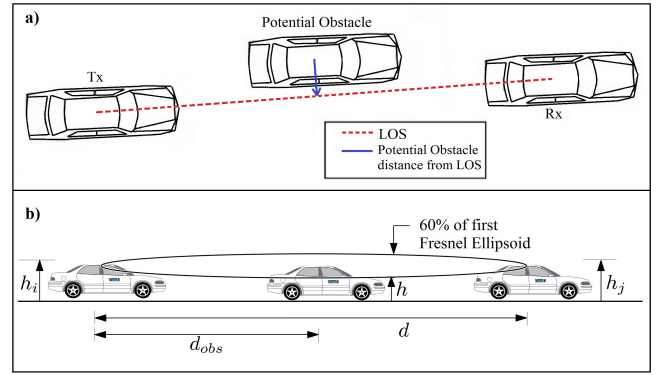 a)
Potential Obstacle
Tx
Rx
LOS
Potential Obstacle
distance from LOS
b)
60% of first
Fresnel Ellipsoid
h_i
h
h_j
d_obs
d